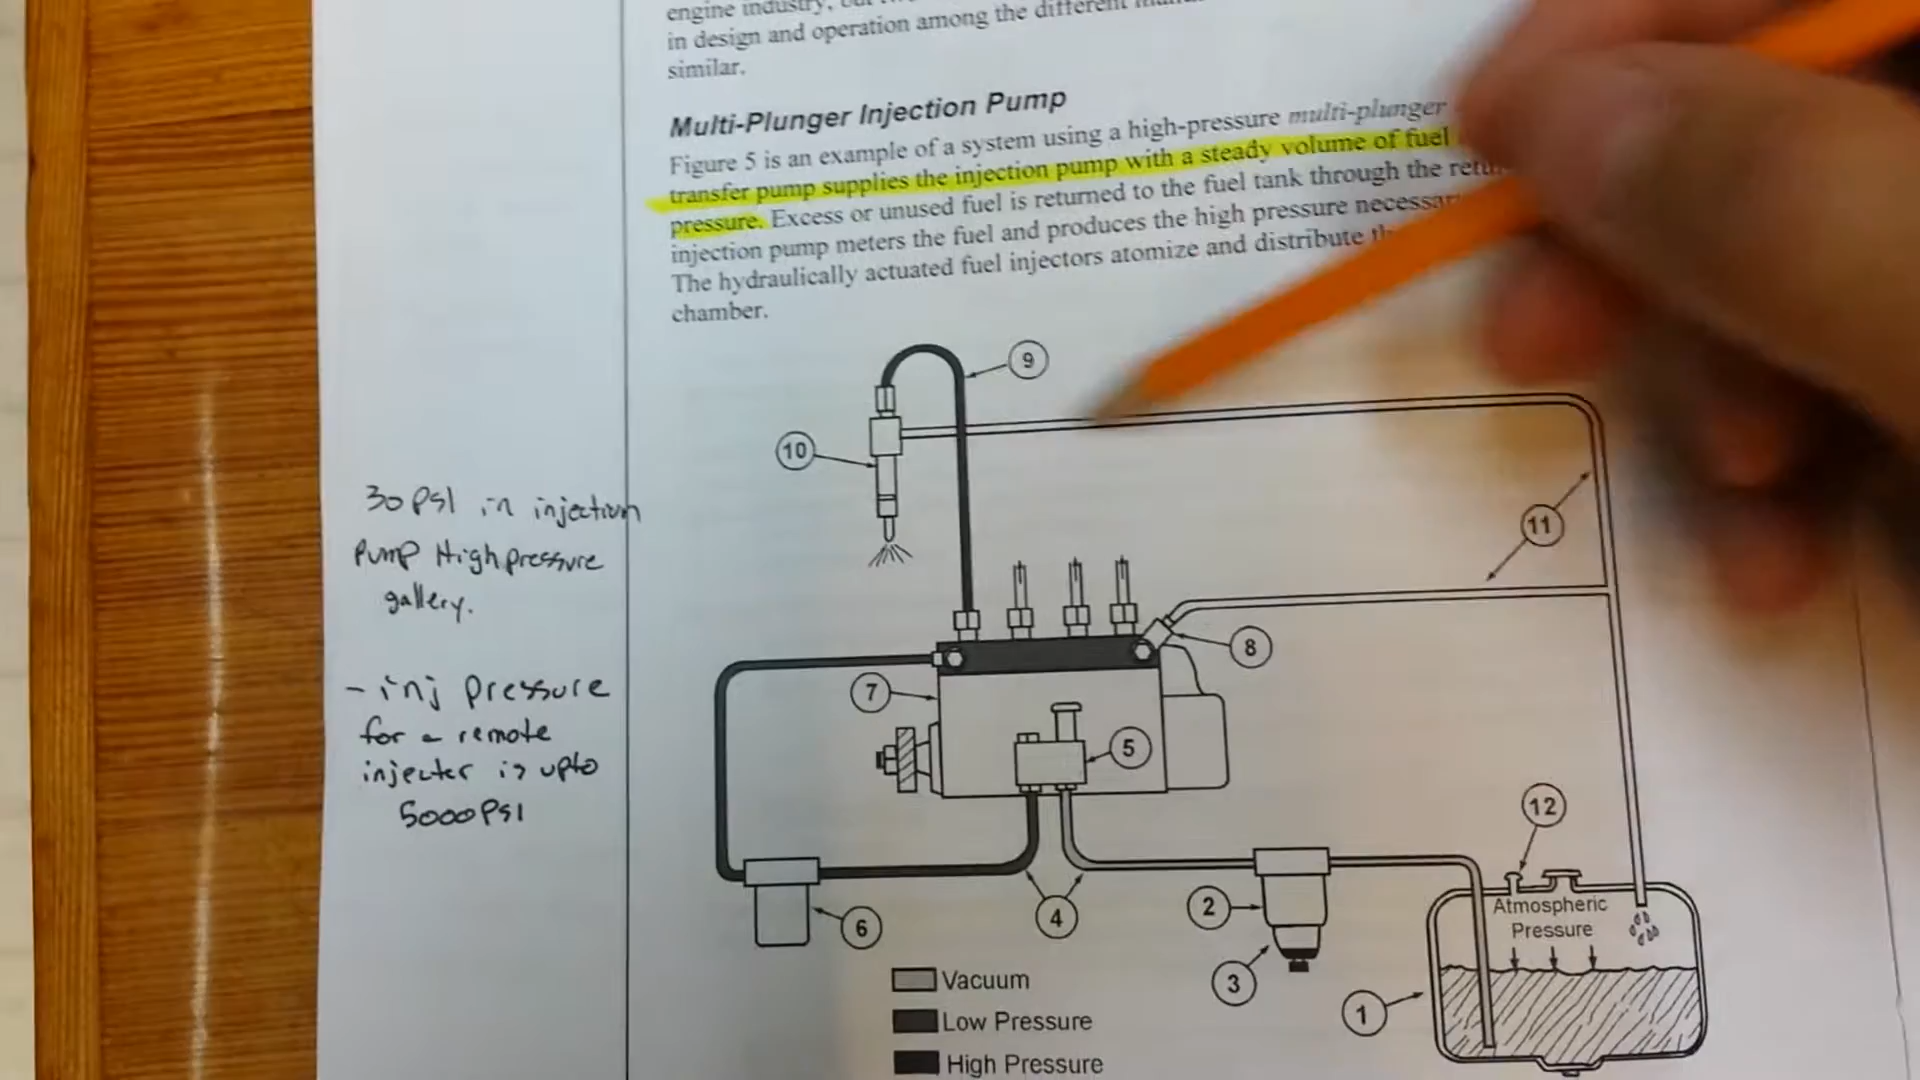 engine industry,
in design and operation among the different
similar.
Multi-Plunger Injection Pump
Figure 5 is an example of a system using a high-pressure multi-plunger
transfer pump supplies the injection pump with a steady volume of fuel
pressure. Excess or unused fuel is returned to the fuel tank through the
injection pump meters the fuel and produces the high pressure
The hydraulically actuated fuel injectors atomize and distribute
chamber.
9
10
11
30 PSI in injection
Pump High pressure
gallery.
8
- inj pressure
for a remote
injecter is upto
5000 PSI
7
5
12
Atmospheric
Pressure
2
4
6
3
1
Vacuum
Low Pressure
High Pressure